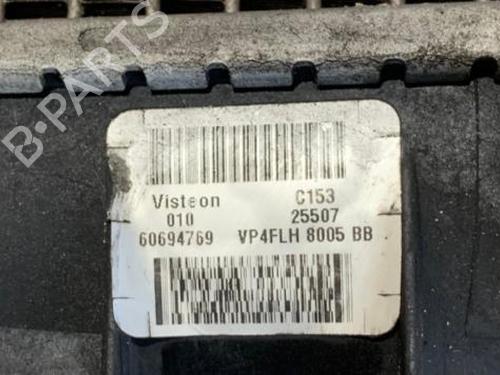 B-PARTS
Visteon C153
010 25507
60694769 VP4FLH 8005 BB